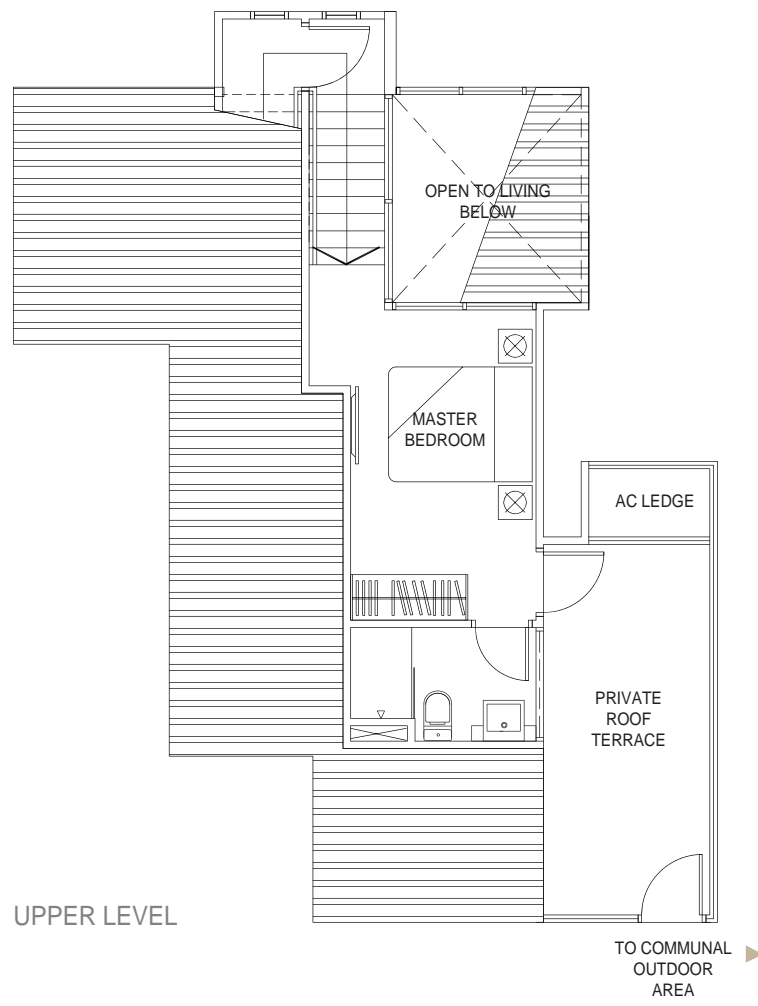 OPEN TO LIVING
BELOW
MASTER
BEDROOM
AC LEDGE
PRIVATE
ROOF
TERRACE
UPPER LEVEL
TO COMMUNAL
OUTDOOR
AREA